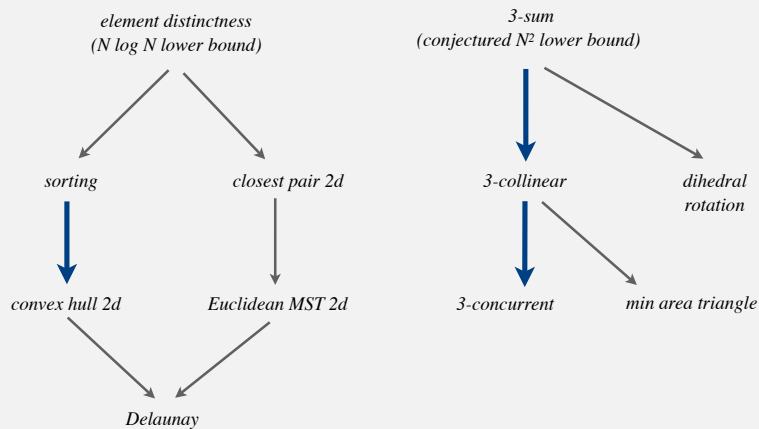 element distinctness
(N log N lower bound)
3-sum
(conjectured N² lower bound)
sorting
closest pair 2d
3-collinear
dihedral
rotation
convex hull 2d
Euclidean MST 2d
3-concurrent
min area triangle
Delaunay